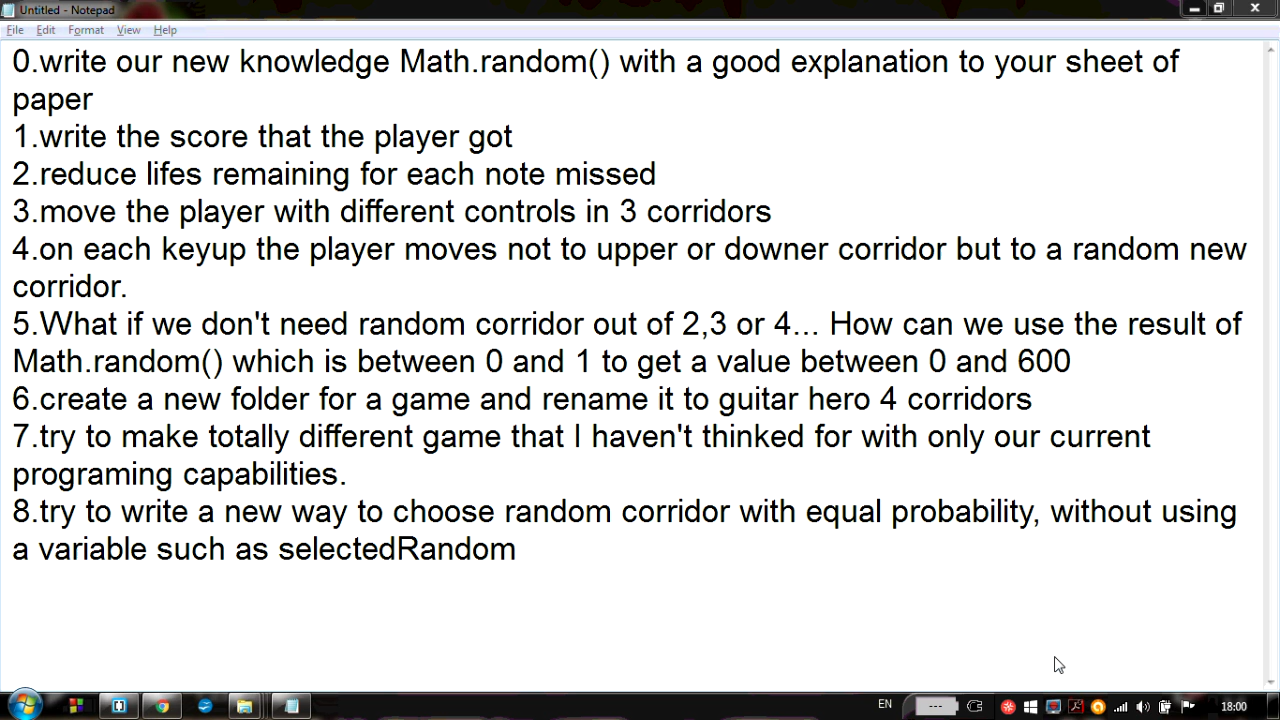 Untitled - Notepad
File Edit Format View Help
0.write our new knowledge Math.random() with a good explanation to your sheet of
paper
1.write the score that the player got
2.reduce lifes remaining for each note missed
3.move the player with different controls in 3 corridors
4.on each keyup the player moves not to upper or downer corridor but to a random new
corridor.
5.What if we don't need random corridor out of 2,3 or 4... How can we use the result of
Math.random() which is between 0 and 1 to get a value between 0 and 600
6.create a new folder for a game and rename it to guitar hero 4 corridors
7.try to make totally different game that I haven't thinked for with only our current
programing capabilities.
8.try to write a new way to choose random corridor with equal probability, without using
a variable such as selectedRandom
EN --- 18:00